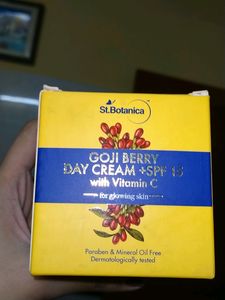 St.Botanica
GOJI BERRY
DAY CREAM +SPF 15
with Vitamin C
for glowing skin
Paraben & Mineral Oil Free
Dermatologically tested